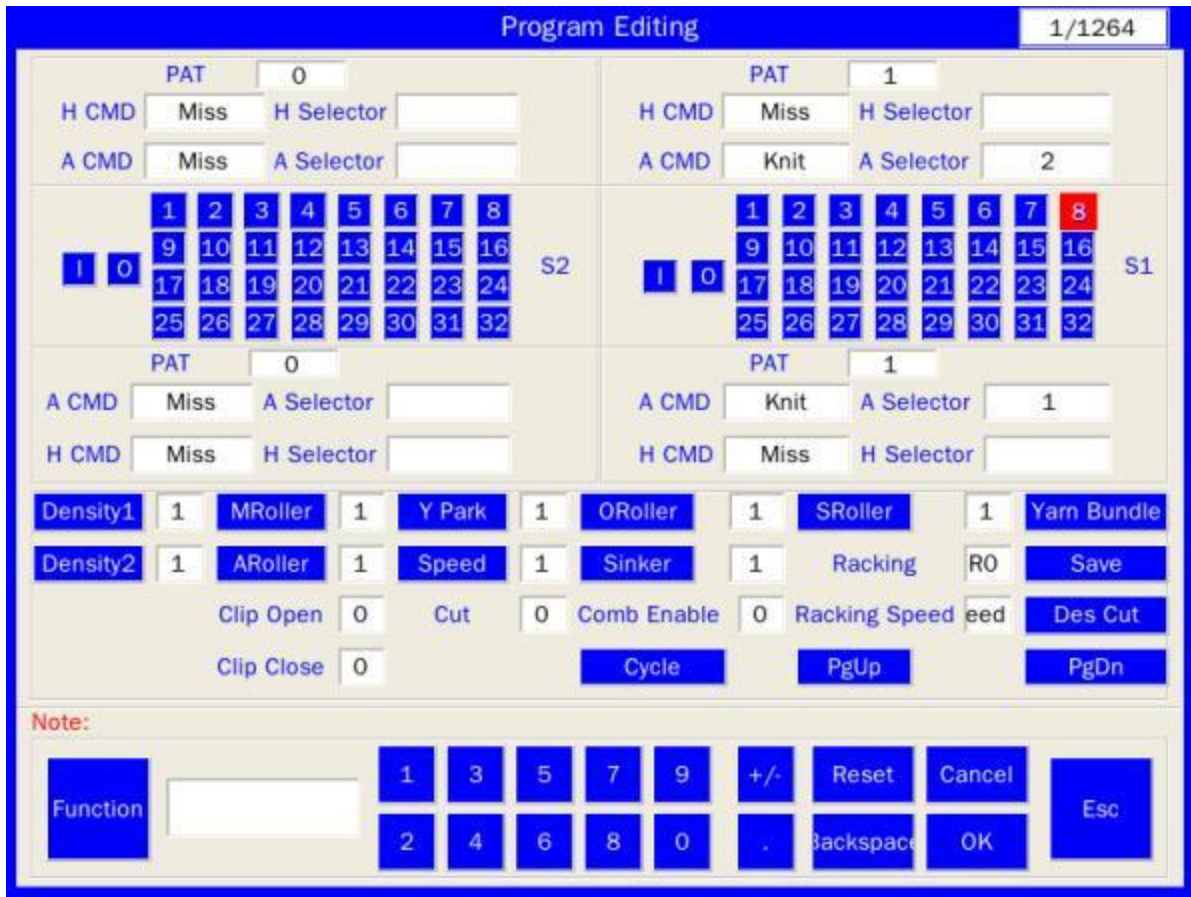 Program Editing 1/1264
PAT 0 PAT 1
H CMD Miss H Selector H CMD Miss H Selector
A CMD Miss A Selector A CMD Knit A Selector 2
1 2 3 4 5 6 7 8 1 2 3 4 5 6 7 8
9 10 11 12 13 14 15 16 9 10 11 12 13 14 15 16
I O S2 I O S1
17 18 19 20 21 22 23 24 17 18 19 20 21 22 23 24
25 26 27 28 29 30 31 32 25 26 27 28 29 30 31 32
PAT 0 PAT 1
A CMD Miss A Selector A CMD Knit A Selector 1
H CMD Miss H Selector H CMD Miss H Selector
Density1 1 MRoller 1 Y Park 1 ORoller 1 SRoller 1 Yarn Bundle
Density2 1 ARoller 1 Speed 1 Sinker 1 Racking R0 Save
Clip Open 0 Cut 0 Comb Enable 0 Racking Speed eed Des Cut
Clip Close 0 Cycle PgUp PgDn
Note:
Function 1 3 5 7 9 +/- Reset Cancel Esc
2 4 6 8 0 . Backspace OK